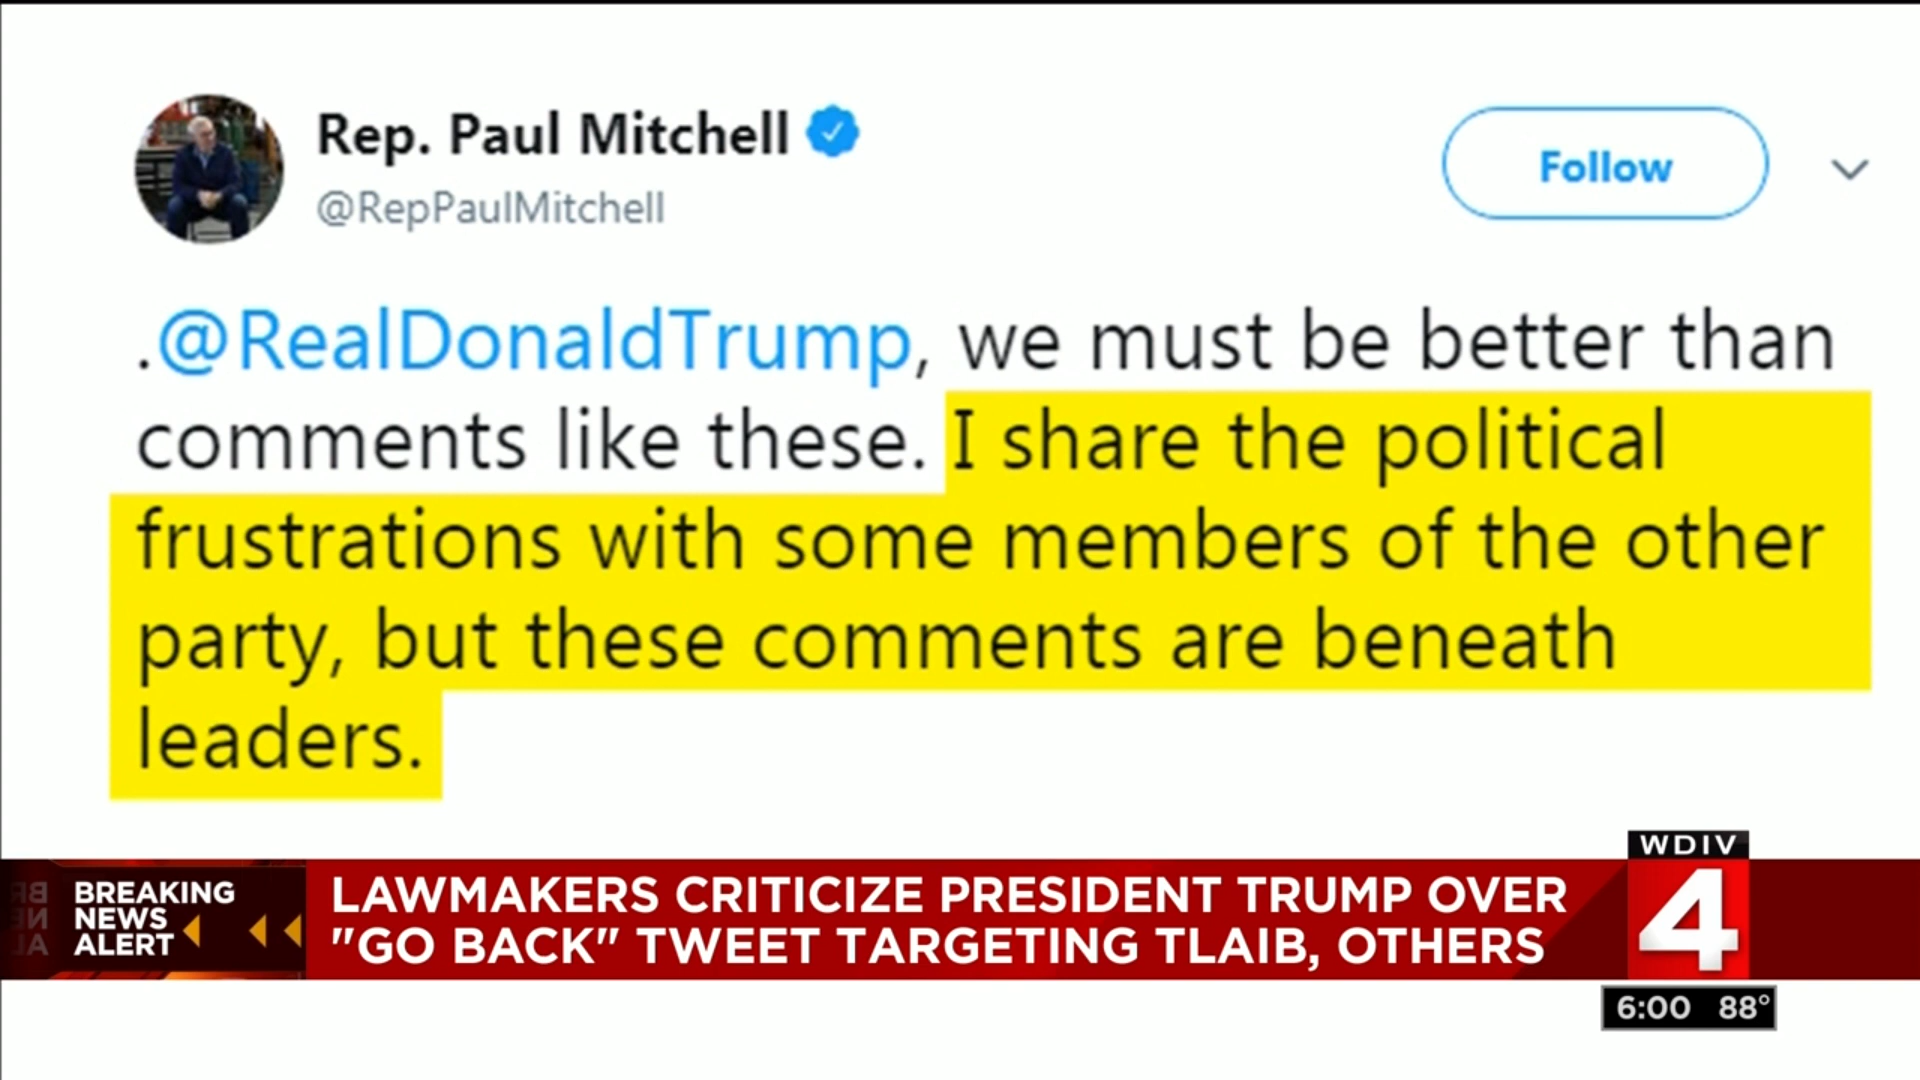 Rep. Paul Mitchell
@RepPaulMitchell
Follow
.@RealDonaldTrump, we must be better than
comments like these. I share the political
frustrations with some members of the other
party, but these comments are beneath
leaders.
BREAKING
NEWS
ALERT
LAWMAKERS CRITICIZE PRESIDENT TRUMP OVER
"GO BACK" TWEET TARGETING TLAIB, OTHERS
WDIV
4
6:00 88°